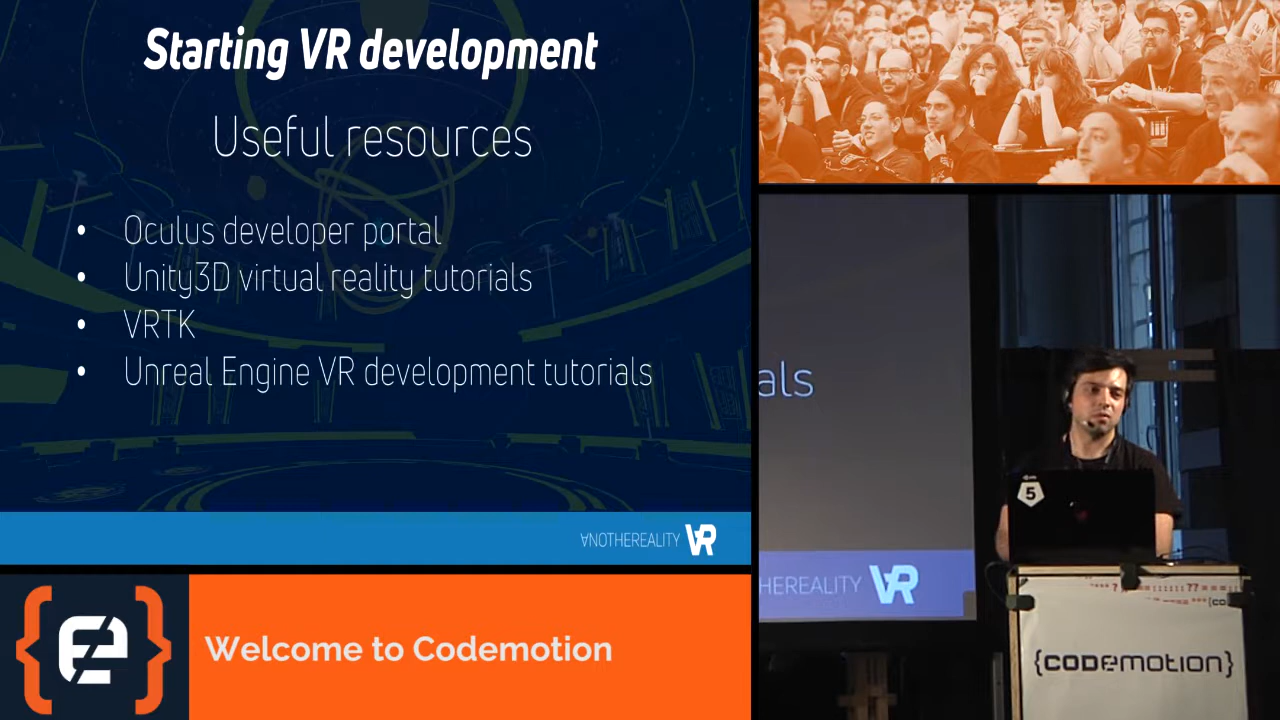 Starting VR development
Useful resources
• Oculus developer portal
• Unity3D virtual reality tutorials
• VRTK
• Unreal Engine VR development tutorials
∀NOTHEREALITY VR
{e}
Welcome to Codemotion
als
HEREALITY VR
5
{CODEMOTION}